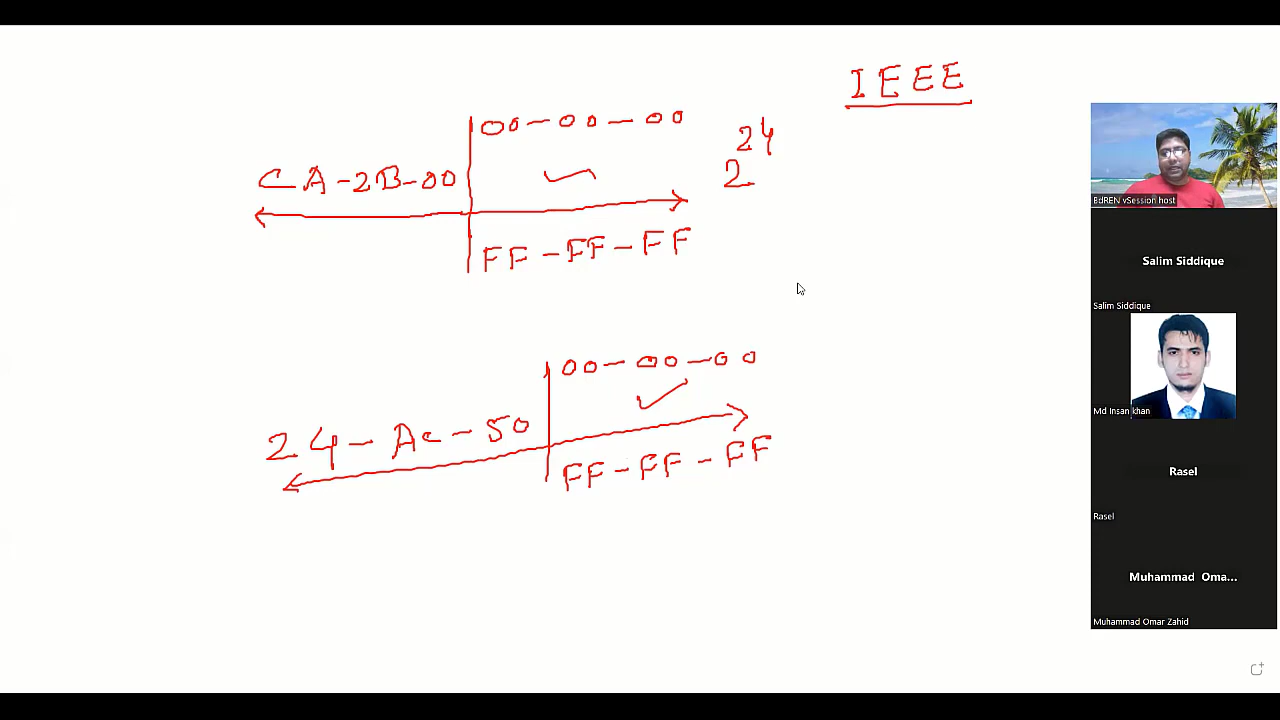 IEEE
00-00-00
2^24
CA-2B-00
FF-FF-FF
00-00-00
24-Ac-50
FF-FF-FF
BdREN vSession host
Salim Siddique
Salim Siddique
Md Insan khan
Rasel
Rasel
Muhammad Oma...
Muhammad Omar Zahid